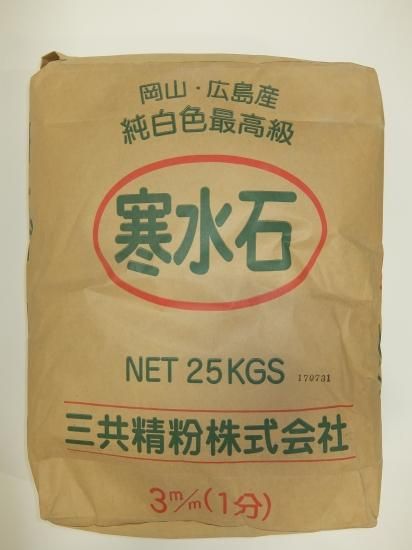 岡山・広島産
純白色最高級
寒水石
NET 25KGS 170731
三共精粉株式会社
3m/m(1分)